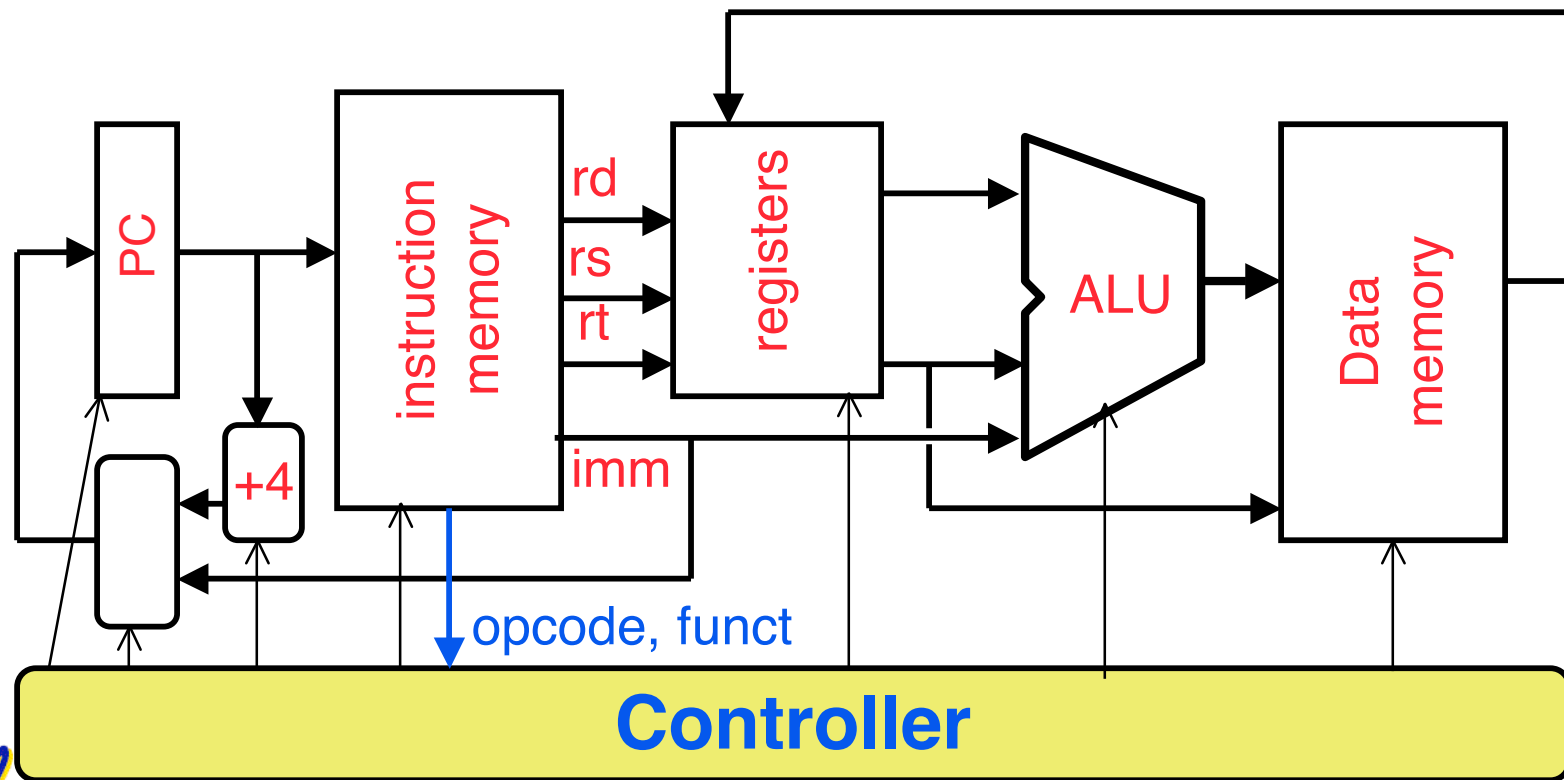 PC
+4
instruction
memory
rd
rs
rt
imm
registers
ALU
Data
memory
opcode, funct
Controller